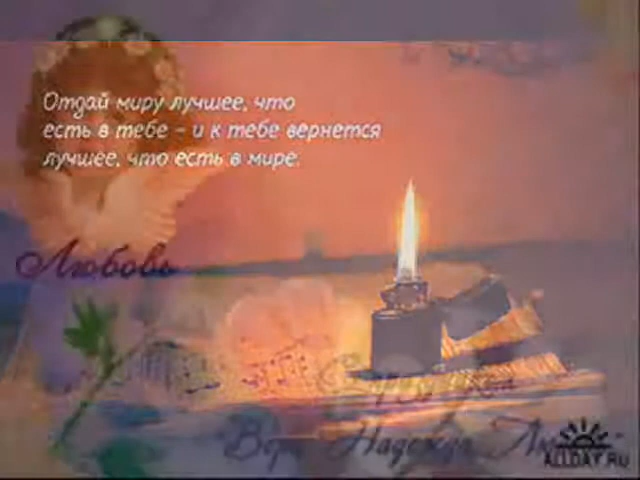 Отдай миру лучшее, что
есть в тебе – и к тебе вернется
лучшее, что есть в мире.
Любовь
"Вера Надежда
ALLDAY.RU